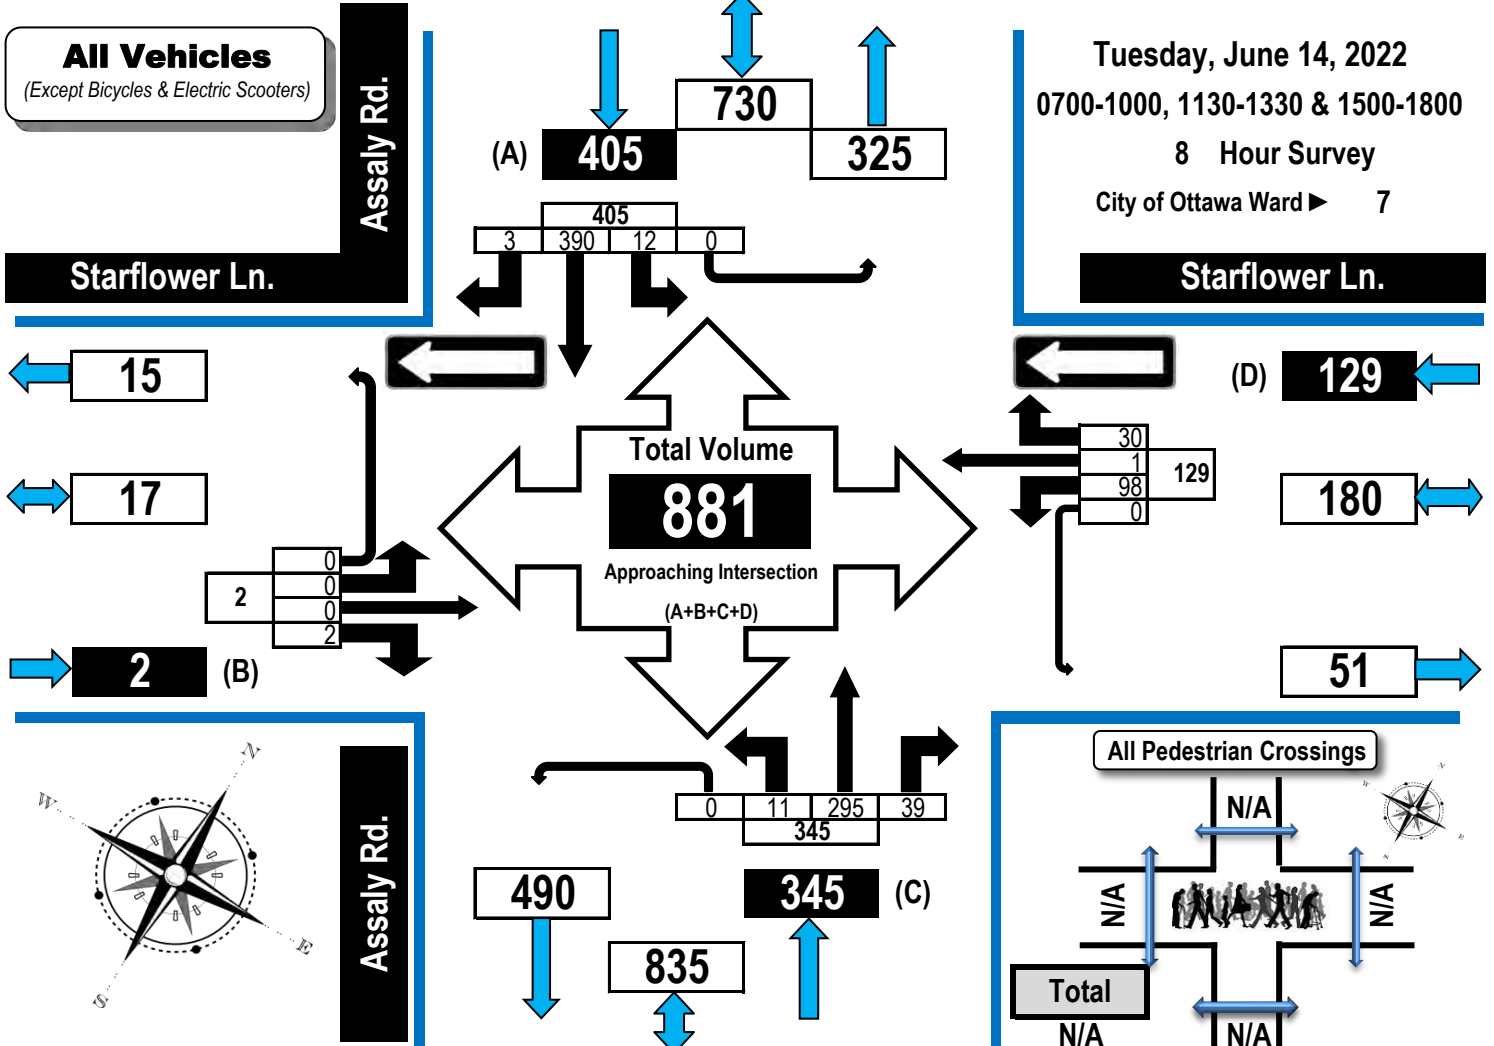 All Vehicles
(Except Bicycles & Electric Scooters)
Assaly Rd.
Starflower Ln.
730
(A) 405
325
405
3 390 12 0
Tuesday, June 14, 2022
0700-1000, 1130-1330 & 1500-1800
8 Hour Survey
City of Ottawa Ward ► 7
Starflower Ln.
15
17
0
0
0
2
2
2 (B)
Total Volume
881
Approaching Intersection
(A+B+C+D)
(D) 129
30
1
98
0
129
180
51
N
W
E
S
Assaly Rd.
0 11 295 39
345
490
345 (C)
835
All Pedestrian Crossings
N/A
N/A
N/A
Total
N/A
N/A